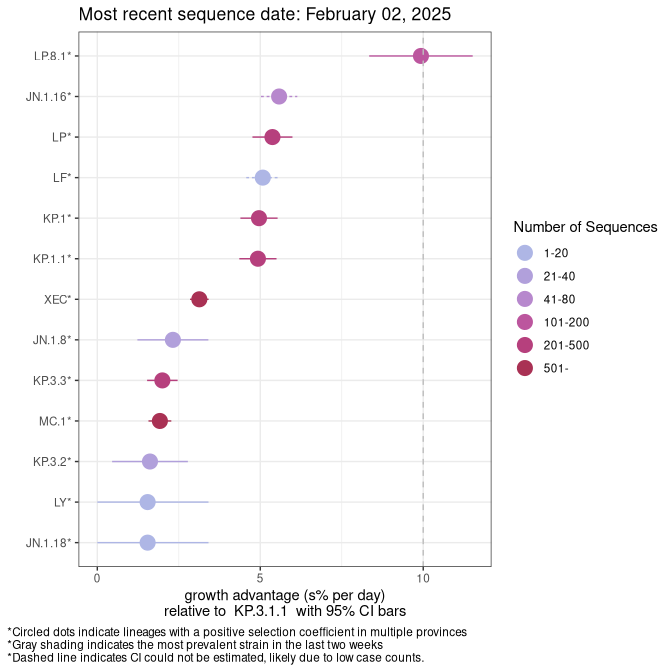 Most recent sequence date: February 02, 2025
LP.8.1*
JN.1.16*
LP*
LF*
KP.1*
KP.1.1*
XEC*
JN.1.8*
KP.3.3*
MC.1*
KP.3.2*
LY*
JN.1.18*
0 5 10
growth advantage (s% per day)
relative to KP.3.1.1 with 95% CI bars
Number of Sequences
1-20
21-40
41-80
101-200
201-500
501-
*Circled dots indicate lineages with a positive selection coefficient in multiple provinces
*Gray shading indicates the most prevalent strain in the last two weeks
*Dashed line indicates CI could not be estimated, likely due to low case counts.